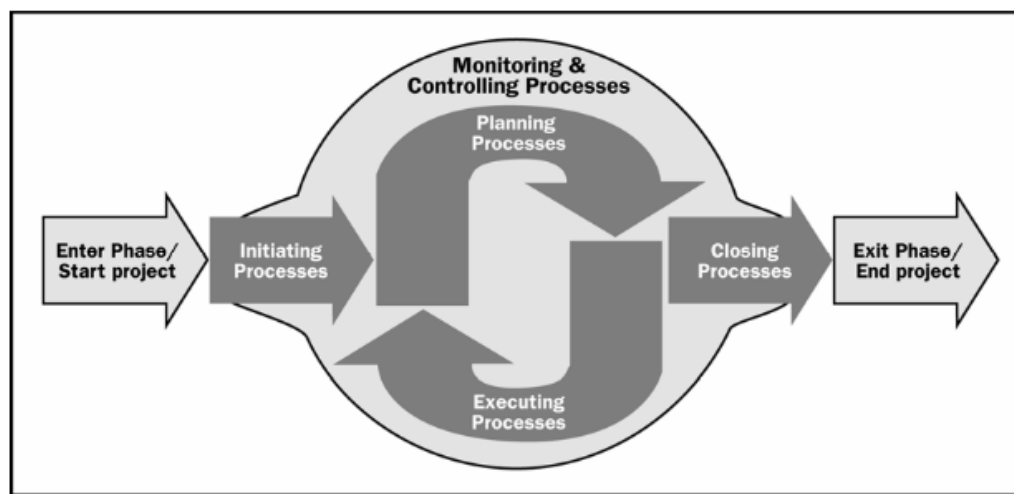 Monitoring &
Controlling Processes
Planning
Processes
Enter Phase/
Start project
Initiating
Processes
Closing
Processes
Exit Phase/
End project
Executing
Processes